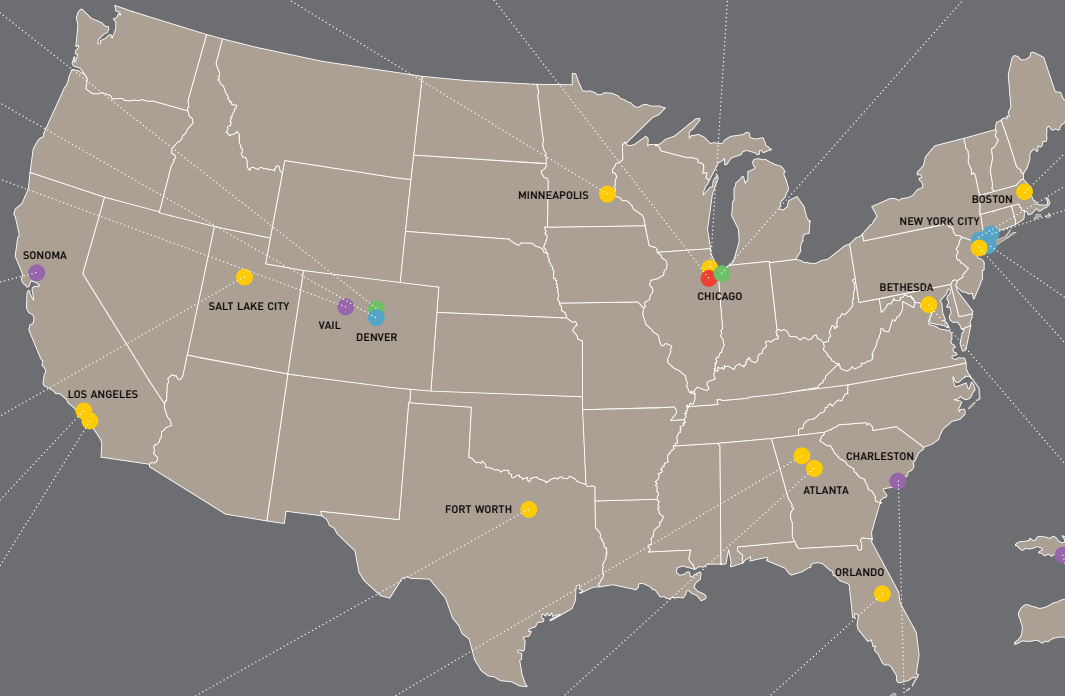 MINNEAPOLIS
BOSTON
NEW YORK CITY
SONOMA
BETHESDA
CHICAGO
SALT LAKE CITY
VAIL
DENVER
LOS ANGELES
CHARLESTON
ATLANTA
FORT WORTH
ORLANDO